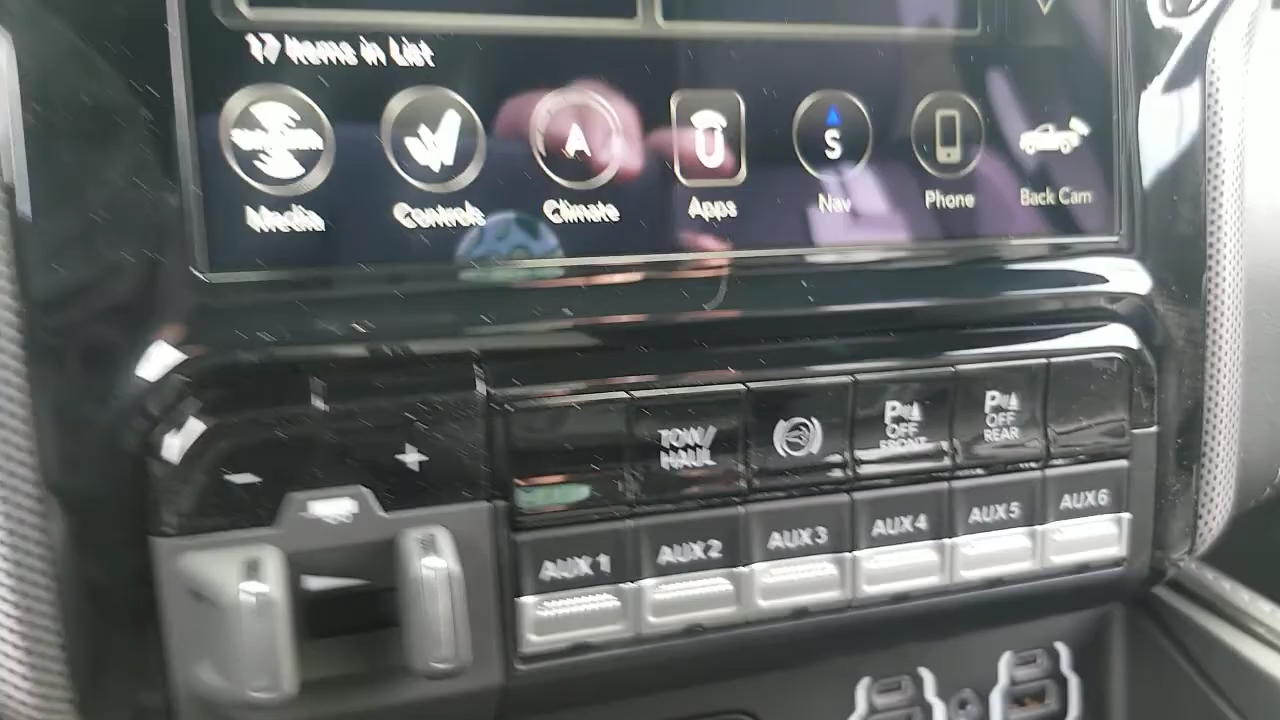 17 Items in List
Media
Controls
Climate
Apps
Nav
Phone
Back Cam
A
S
TOW/
HAUL
P
OFF
FRONT
P
OFF
REAR
AUX 1
AUX 2
AUX 3
AUX 4
AUX 5
AUX 6